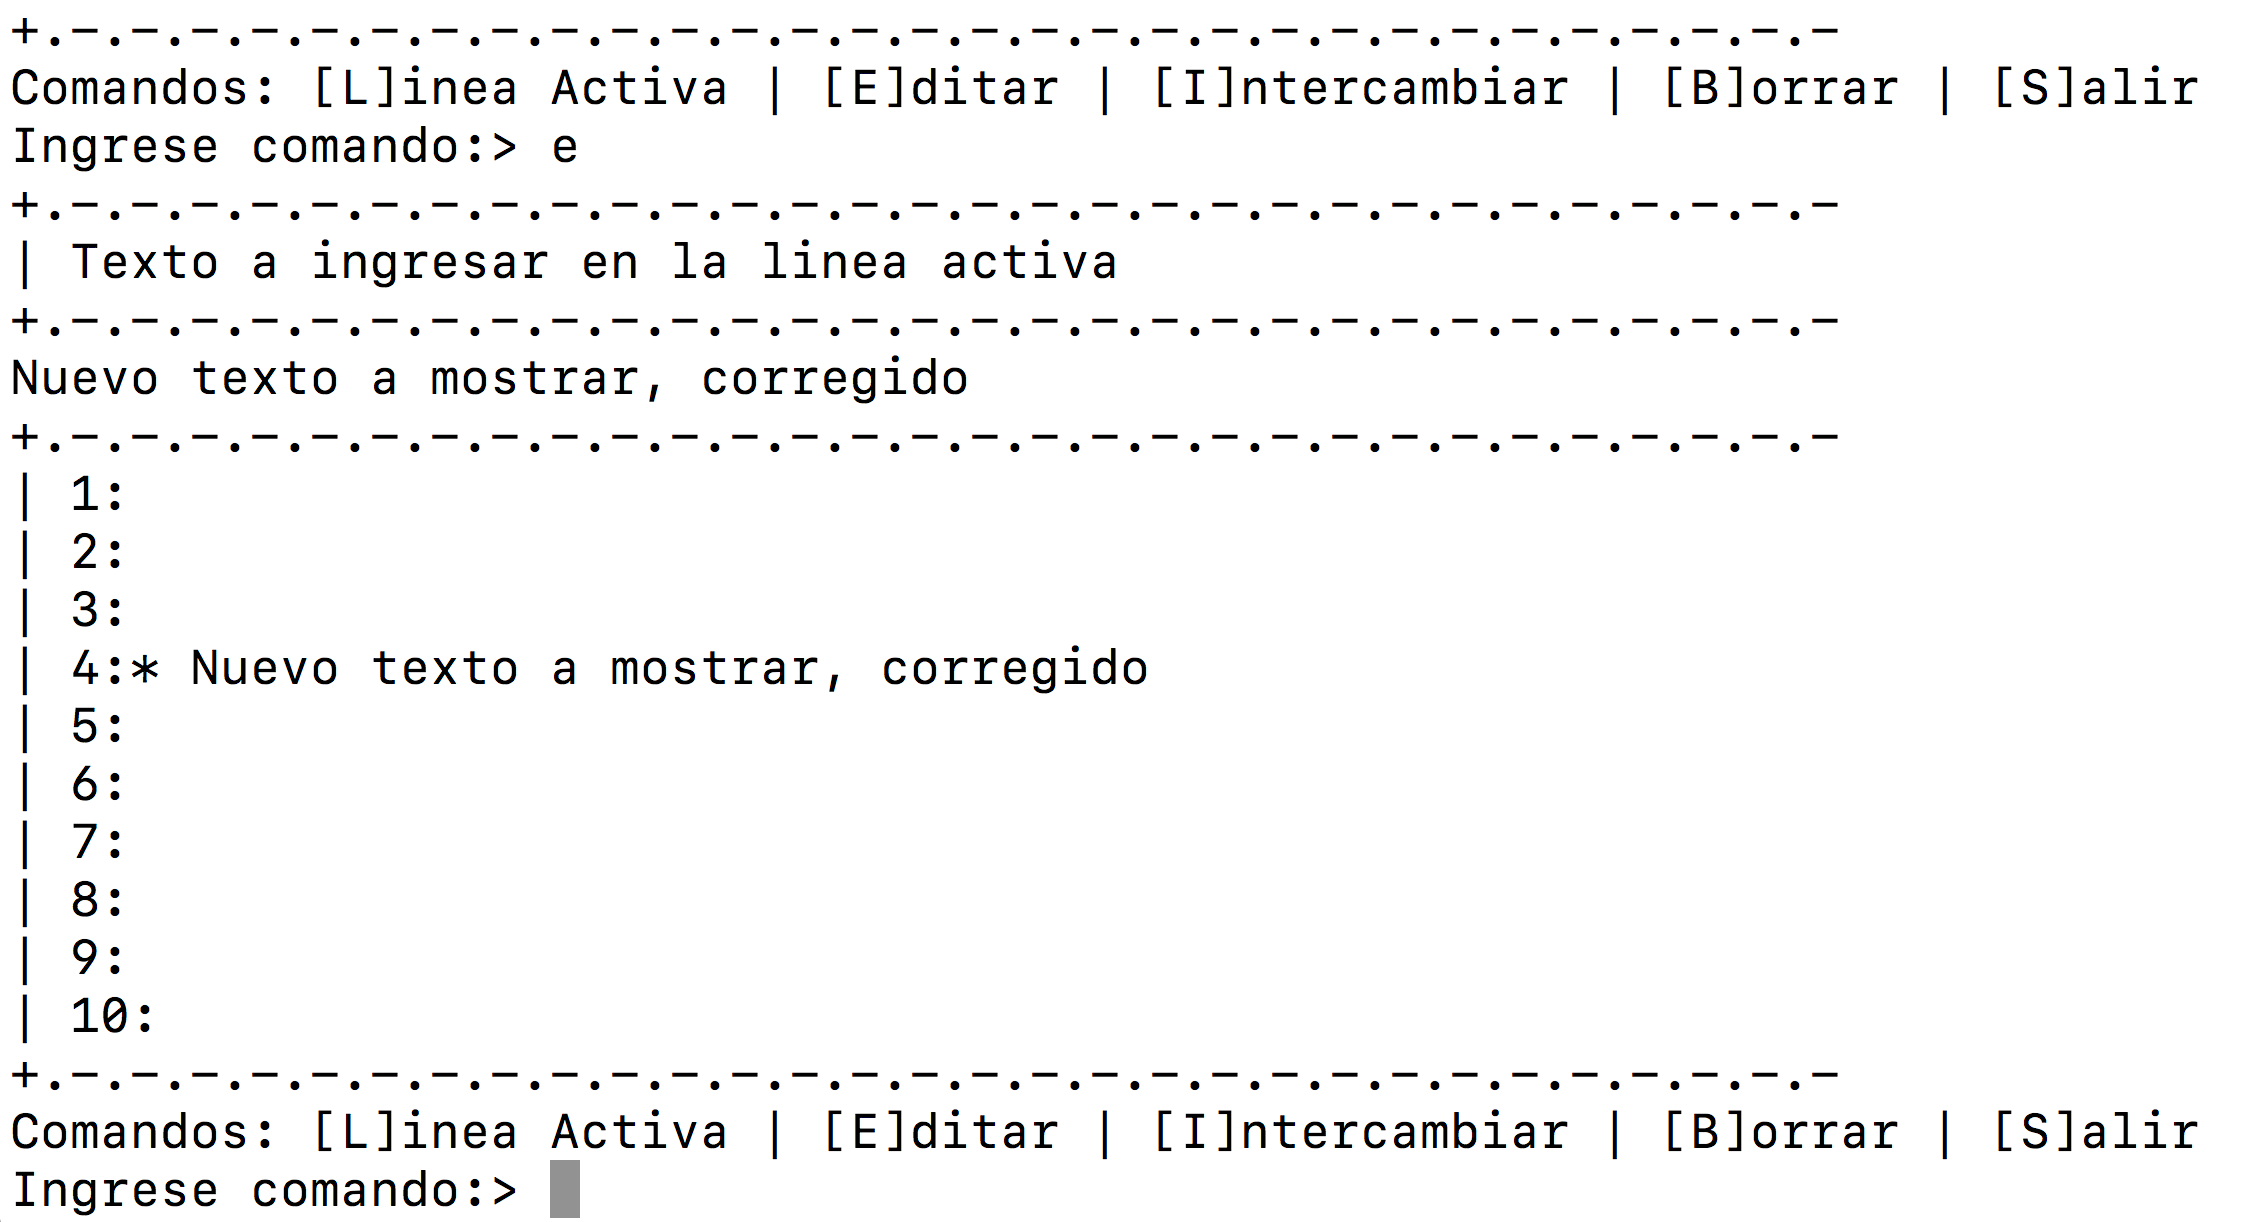 +.-.-.-.-.-.-.-.-.-.-.-.-.-.-.-.-.-.-.-.-.-.-.-.-.-.-.-.-.-.-
Comandos: [L]inea Activa | [E]ditar | [I]ntercambiar | [B]orrar | [S]alir
Ingrese comando:> e
+.-.-.-.-.-.-.-.-.-.-.-.-.-.-.-.-.-.-.-.-.-.-.-.-.-.-.-.-.-.-
| Texto a ingresar en la linea activa
+.-.-.-.-.-.-.-.-.-.-.-.-.-.-.-.-.-.-.-.-.-.-.-.-.-.-.-.-.-.-
Nuevo texto a mostrar, corregido
+.-.-.-.-.-.-.-.-.-.-.-.-.-.-.-.-.-.-.-.-.-.-.-.-.-.-.-.-.-.-
| 1:
| 2:
| 3:
| 4:* Nuevo texto a mostrar, corregido
| 5:
| 6:
| 7:
| 8:
| 9:
| 10:
+.-.-.-.-.-.-.-.-.-.-.-.-.-.-.-.-.-.-.-.-.-.-.-.-.-.-.-.-.-.-
Comandos: [L]inea Activa | [E]ditar | [I]ntercambiar | [B]orrar | [S]alir
Ingrese comando:>